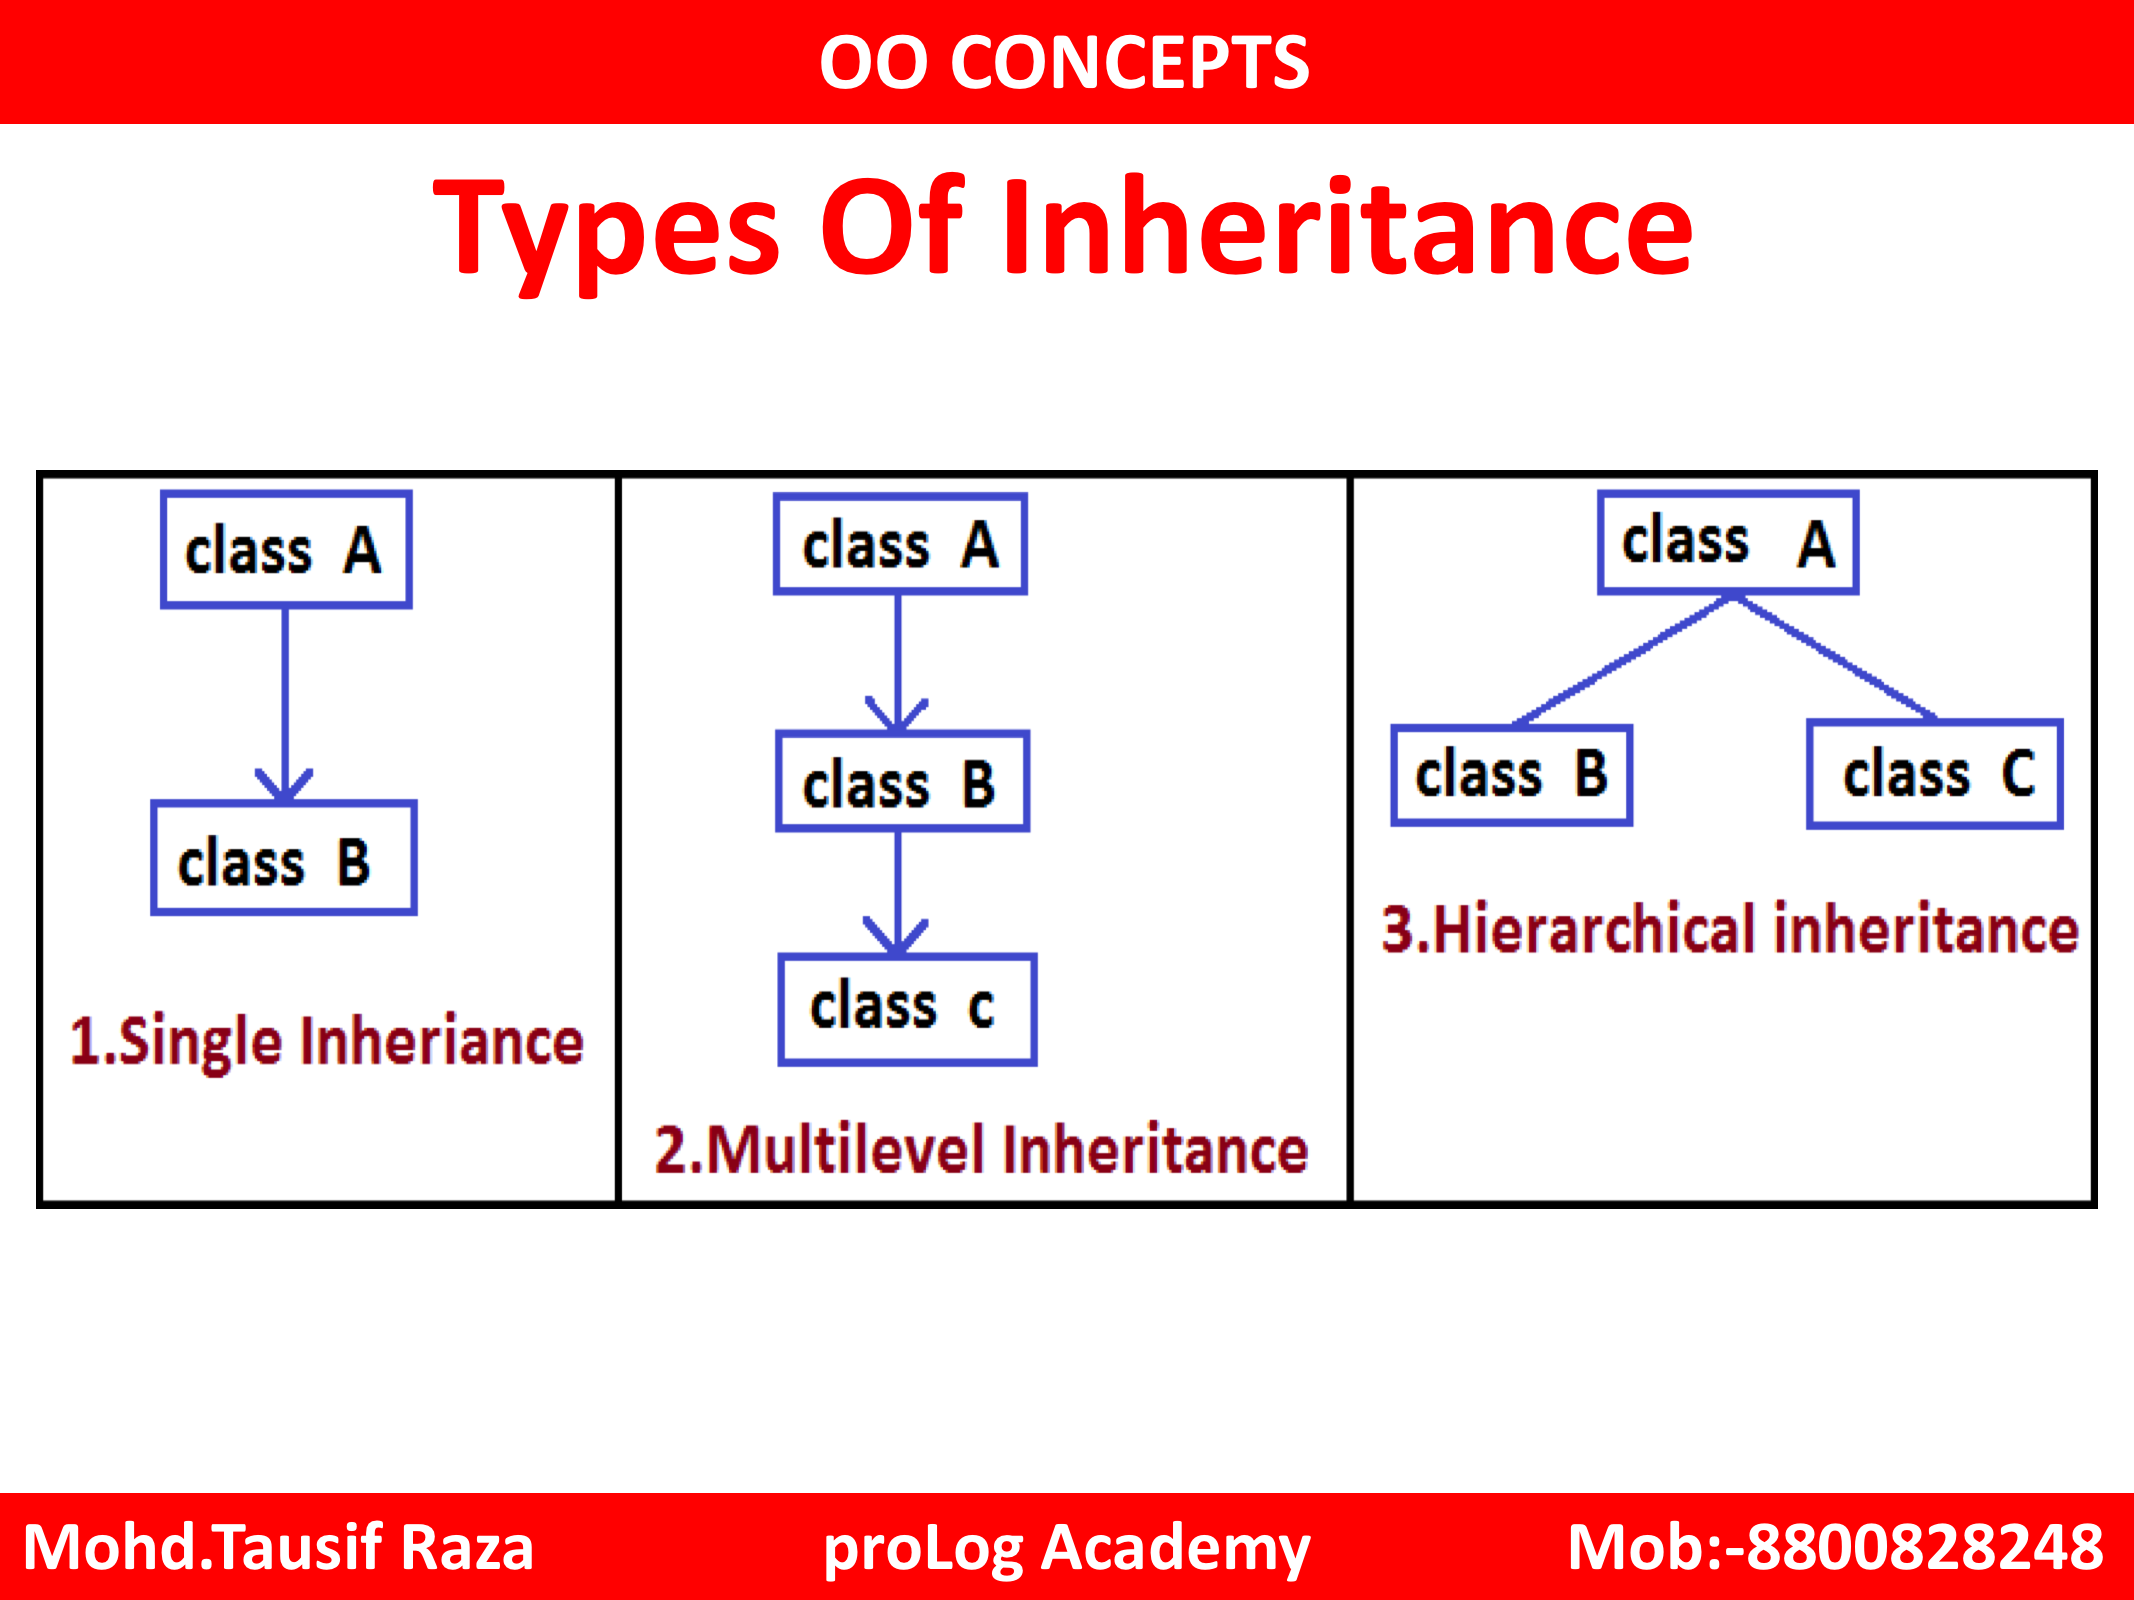 OO CONCEPTS
Types Of Inheritance
class A
class B
1.Single Inheriance
class A
class B
class c
2.Multilevel Inheritance
class A
class B
class C
3.Hierarchical inheritance
Mohd.Tausif Raza
proLog Academy
Mob:-8800828248